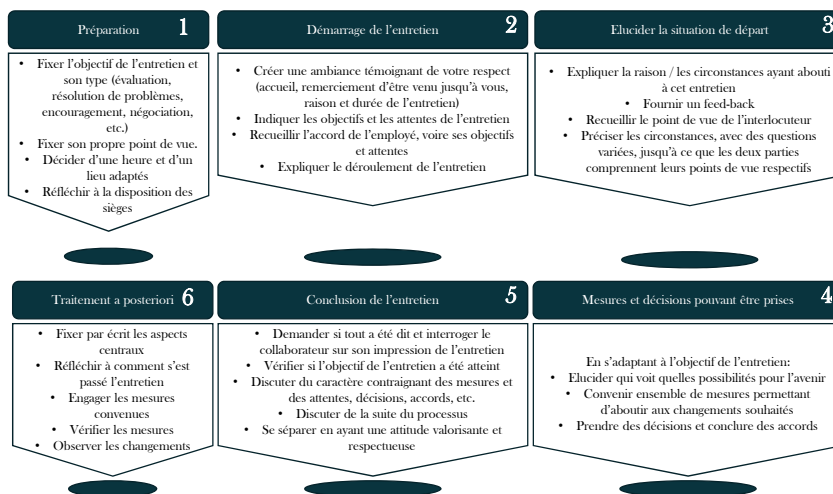 Préparation 1
• Fixer l'objectif de l'entretien et
son type (évaluation,
résolution de problèmes,
encouragement, négociation,
etc.)
• Fixer son propre point de vue.
• Décider d'une heure et d'un
lieu adaptés
• Réfléchir à la disposition des
sièges
Démarrage de l'entretien 2
• Créer une ambiance témoignant de votre respect
(accueil, remerciement d'être venu jusqu'à vous,
raison et durée de l'entretien)
• Indiquer les objectifs et les attentes de l'entretien
• Recueillir l'accord de l'employé, voire ses objectifs
et attentes
• Expliquer le déroulement de l'entretien
Elucider la situation de départ 3
• Expliquer la raison / les circonstances ayant abouti
à cet entretien
• Fournir un feed-back
• Recueillir le point de vue de l'interlocuteur
• Préciser les circonstances, avec des questions
variées, jusqu'à ce que les deux parties
comprennent leurs points de vue respectifs
Traitement a posteriori 6
• Fixer par écrit les aspects
centraux
• Réfléchir à comment s'est
passé l'entretien
• Engager les mesures
convenues
• Vérifier les mesures
• Observer les changements
Conclusion de l'entretien 5
• Demander si tout a été dit et interroger le
collaborateur sur son impression de l'entretien
• Vérifier si l'objectif de l'entretien a été atteint
• Discuter du caractère contraignant des mesures et
des attentes, décisions, accords, etc.
• Discuter de la suite du processus
• Se séparer en ayant une attitude valorisante et
respectueuse
Mesures et décisions pouvant être prises 4
En s'adaptant à l'objectif de l'entretien:
• Elucider qui voit quelles possibilités pour l'avenir
• Convenir ensemble de mesures permettant
d'aboutir aux changements souhaités
• Prendre des décisions et conclure des accords